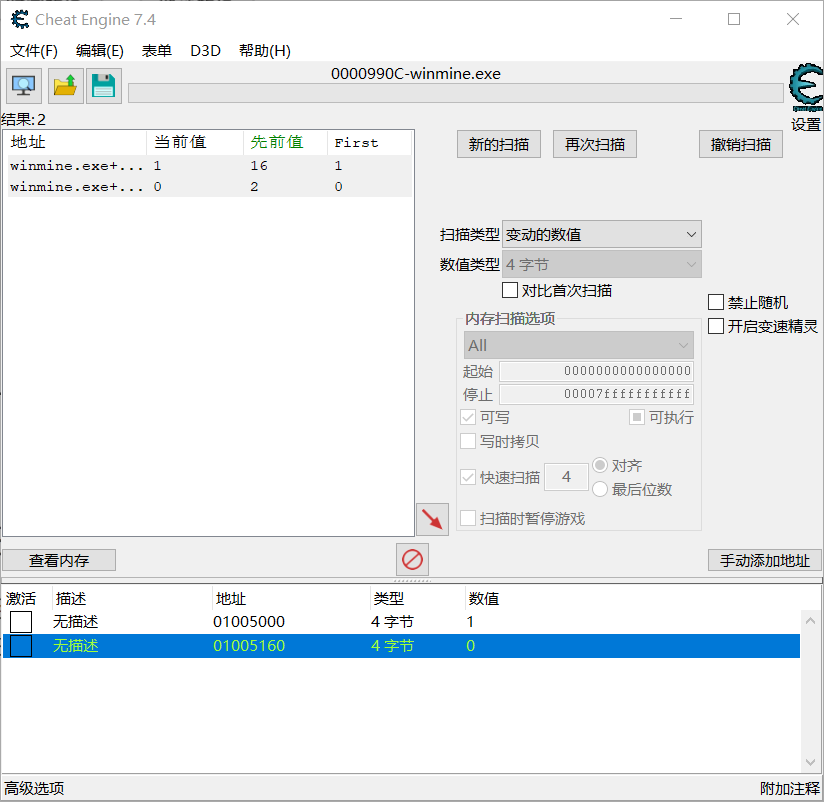 Cheat Engine 7.4
文件(F) 编辑(E) 表单 D3D 帮助(H)
0000990C-winmine.exe
结果:2
设置
地址 当前值 先前值 First
winmine.exe+... 1 16 1
winmine.exe+... 0 2 0
新的扫描 再次扫描 撤销扫描
扫描类型 变动的数值
数值类型 4 字节
对比首次扫描
禁止随机
开启变速精灵
内存扫描选项
All
起始 0000000000000000
停止 00007fffffffffff
可写 可执行
写时拷贝
快速扫描 4 对齐
最后位数
扫描时暂停游戏
查看内存 手动添加地址
激活 描述 地址 类型 数值
无描述 01005000 4 字节 1
无描述 01005160 4 字节 0
高级选项 附加注释